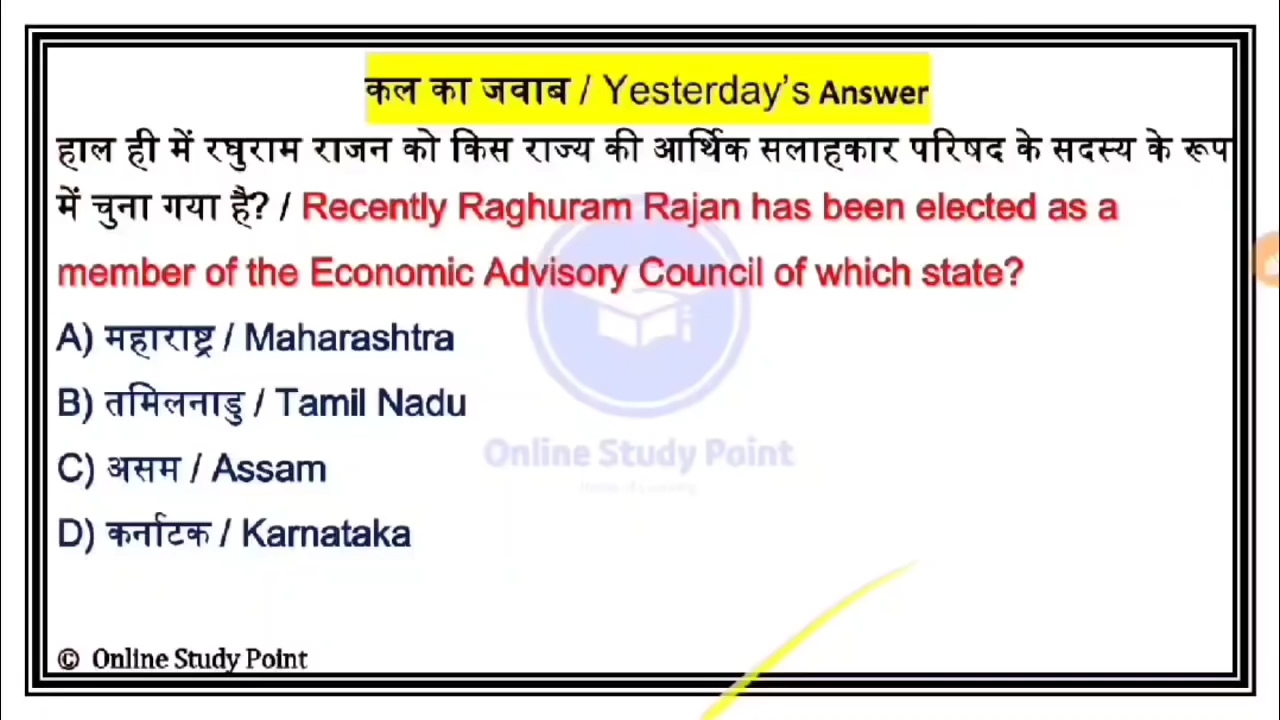 कल का जवाब / Yesterday’s Answer
हाल ही में रघुराम राजन को किस राज्य की आर्थिक सलाहकार परिषद के सदस्य के रूप
में चुना गया है? / Recently Raghuram Rajan has been elected as a
member of the Economic Advisory Council of which state?
A) महाराष्ट्र / Maharashtra
B) तमिलनाडु / Tamil Nadu
Online Study Point
C) असम / Assam
D) कर्नाटक / Karnataka
© Online Study Point